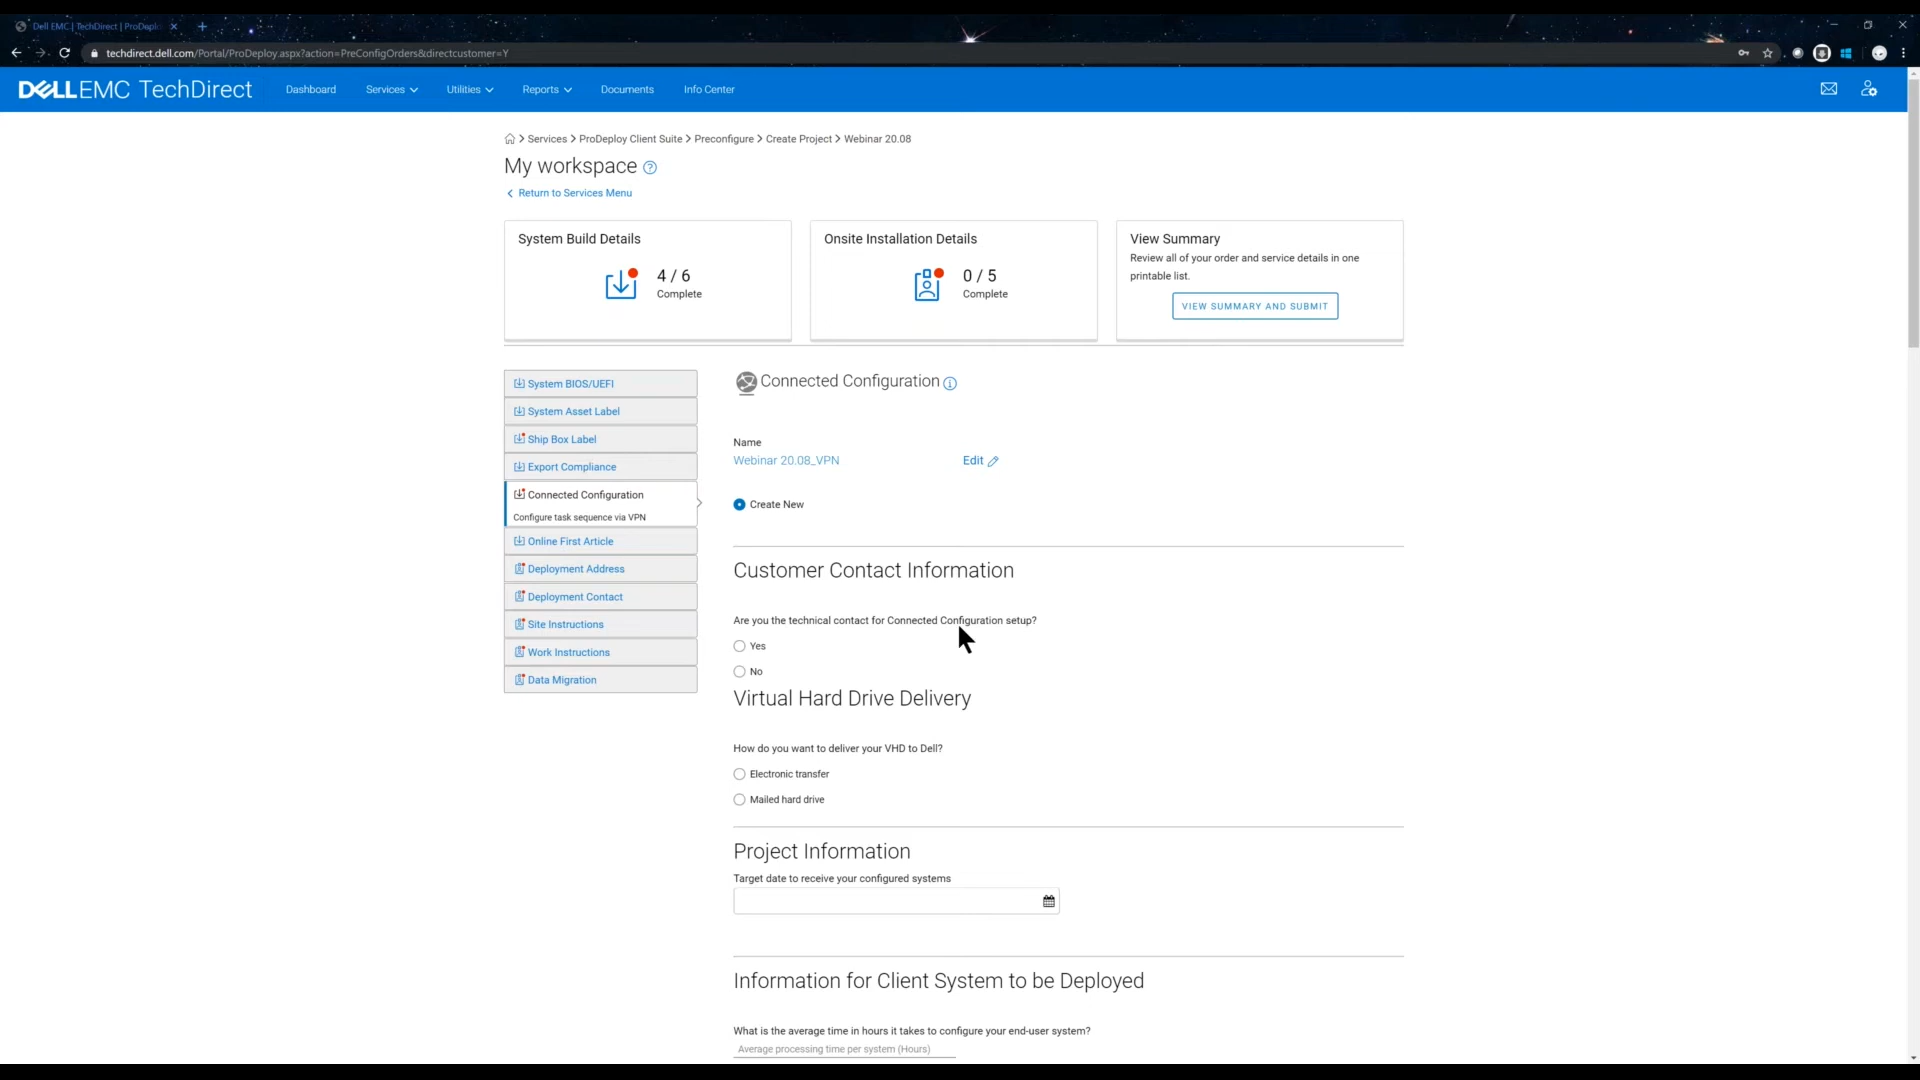 Dell EMC | TechDirect | ProDeplo
techdirect.dell.com/Portal/ProDeploy.aspx?action=PreConfigOrders&directcustomer=Y
DELLEMC TechDirect
Dashboard
Services
Utilities
Reports
Documents
Info Center
Services > ProDeploy Client Suite > Preconfigure > Create Project > Webinar 20.08
My workspace
Return to Services Menu
System Build Details
4 / 6
Complete
Onsite Installation Details
0 / 5
Complete
View Summary
Review all of your order and service details in one
printable list.
VIEW SUMMARY AND SUBMIT
System BIOS/UEFI
System Asset Label
Ship Box Label
Export Compliance
Connected Configuration
Configure task sequence via VPN
Online First Article
Deployment Address
Deployment Contact
Site Instructions
Work Instructions
Data Migration
Connected Configuration
Name
Webinar 20.08_VPN
Edit
Create New
Customer Contact Information
Are you the technical contact for Connected Configuration setup?
Yes
No
Virtual Hard Drive Delivery
How do you want to deliver your VHD to Dell?
Electronic transfer
Mailed hard drive
Project Information
Target date to receive your configured systems
Information for Client System to be Deployed
What is the average time in hours it takes to configure your end-user system?
Average processing time per system (Hours)